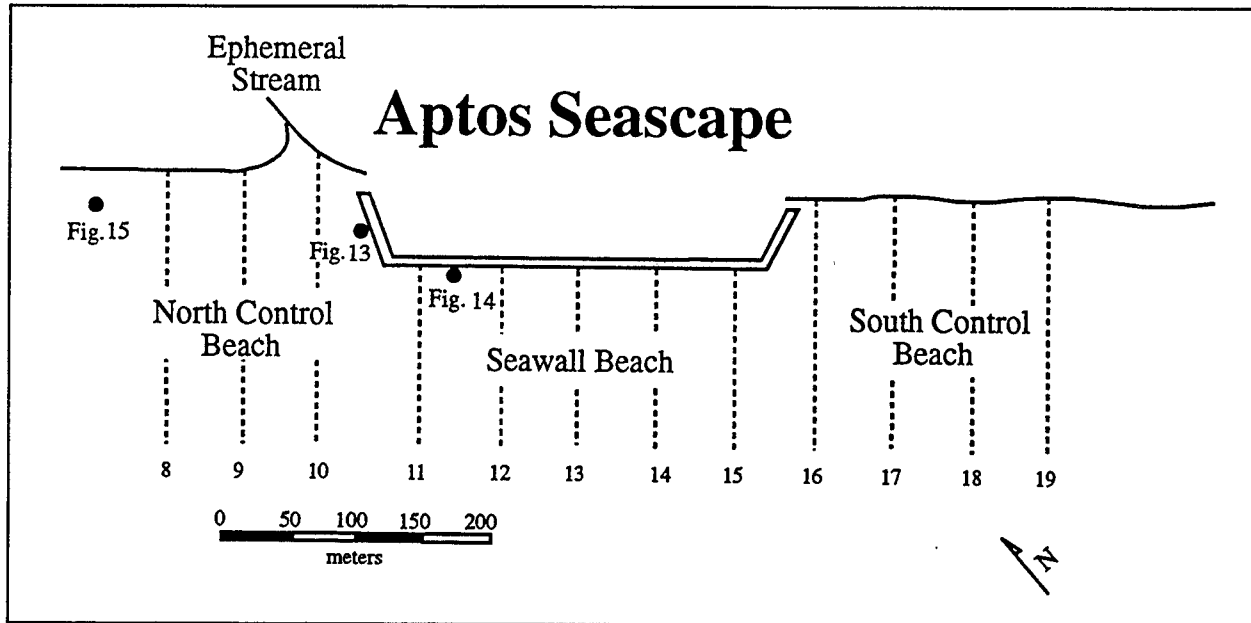 Ephemeral
Stream
Aptos Seascape
Fig.15
Fig.13
Fig. 14
North Control
Beach
Seawall Beach
South Control
Beach
8 9 10 11 12 13 14 15 16 17 18 19
0 50 100 150 200
meters
N